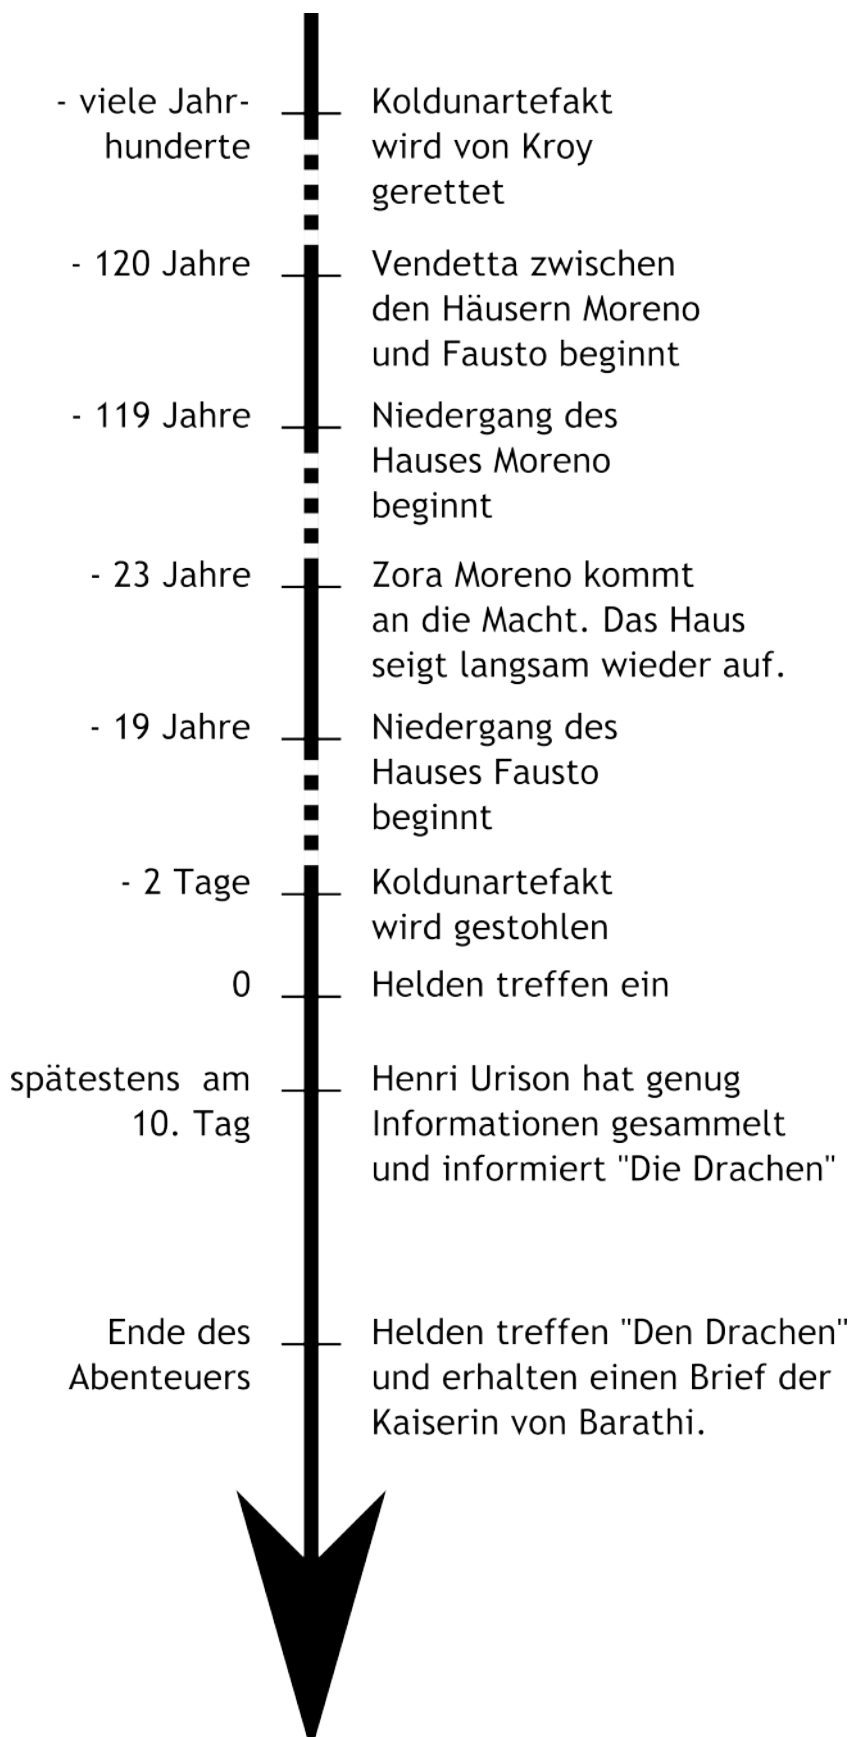 - viele Jahr-
hunderte
Koldunartefakt
wird von Kroy
gerettet
- 120 Jahre
Vendetta zwischen
den Häusern Moreno
und Fausto beginnt
- 119 Jahre
Niedergang des
Hauses Moreno
beginnt
- 23 Jahre
Zora Moreno kommt
an die Macht. Das Haus
seigt langsam wieder auf.
- 19 Jahre
Niedergang des
Hauses Fausto
beginnt
- 2 Tage
Koldunartefakt
wird gestohlen
0
Helden treffen ein
spätestens am
10. Tag
Henri Urison hat genug
Informationen gesammelt
und informiert "Die Drachen"
Ende des
Abenteuers
Helden treffen "Den Drachen"
und erhalten einen Brief der
Kaiserin von Barathi.